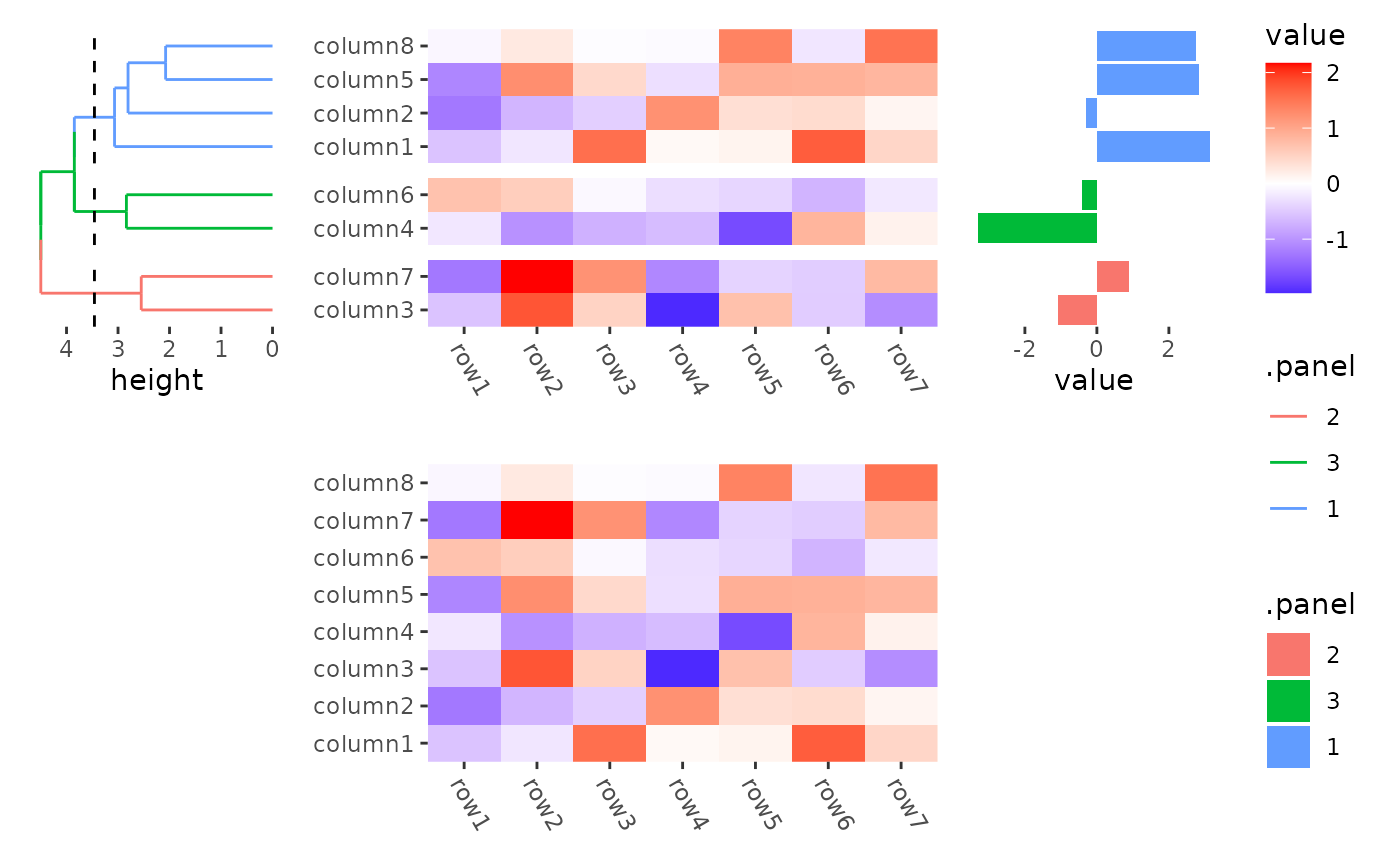 column8
column5
column2
column1
column6
column4
column7
column3
4 3 2 1 0
height
row1 row2 row3 row4 row5 row6 row7
-2 0 2
value
value
2
1
0
-1
.panel
2
3
1
column8
column7
column6
column5
column4
column3
column2
column1
row1 row2 row3 row4 row5 row6 row7
.panel
2
3
1